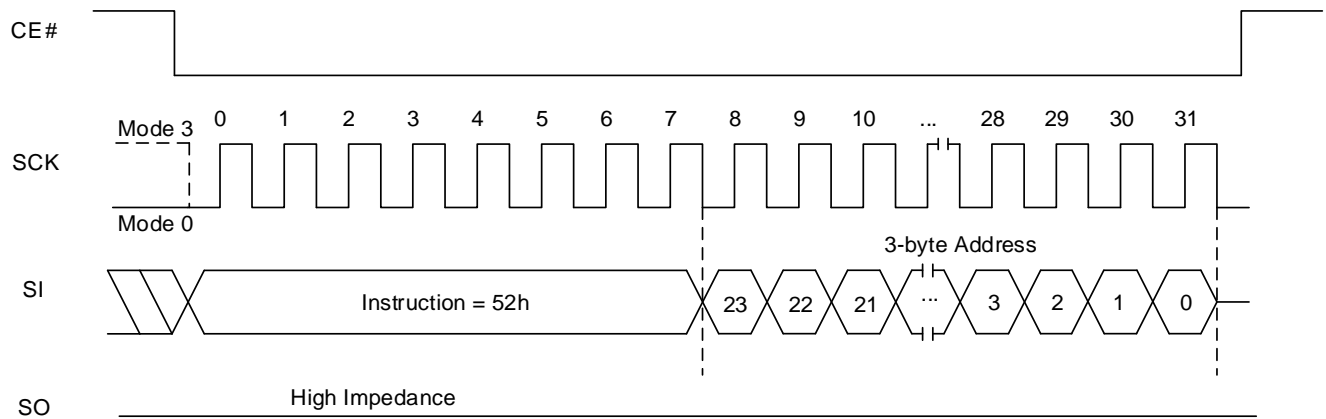 CE#
Mode 3
0 1 2 3 4 5 6 7 8 9 10 ... 28 29 30 31
SCK
Mode 0
3-byte Address
SI
Instruction = 52h
23 22 21 ... 3 2 1 0
High Impedance
SO